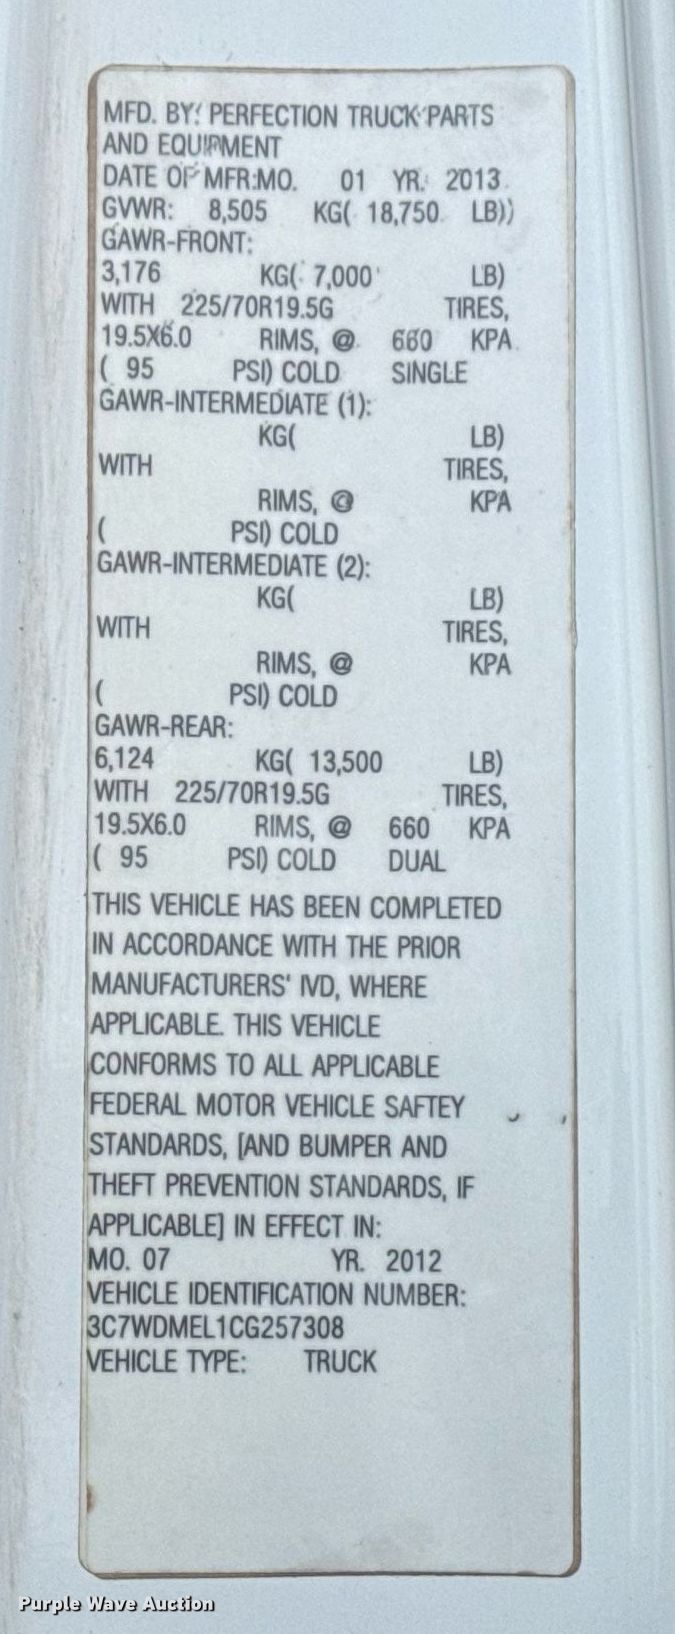 MFD. BY: PERFECTION TRUCK PARTS
AND EQUIPMENT
DATE OF MFR:MO. 01 YR. 2013
GVWR: 8,505 KG( 18,750 LB))
GAWR-FRONT:
3,176 KG( 7,000 LB)
WITH 225/70R19.5G TIRES,
19.5X6.0 RIMS, @ 660 KPA
( 95 PSI) COLD SINGLE
GAWR-INTERMEDIATE (1):
KG( LB)
WITH TIRES,
RIMS, @ KPA
( PSI) COLD
GAWR-INTERMEDIATE (2):
KG( LB)
WITH TIRES,
RIMS, @ KPA
( PSI) COLD
GAWR-REAR:
6,124 KG( 13,500 LB)
WITH 225/70R19.5G TIRES,
19.5X6.0 RIMS, @ 660 KPA
( 95 PSI) COLD DUAL
THIS VEHICLE HAS BEEN COMPLETED
IN ACCORDANCE WITH THE PRIOR
MANUFACTURERS' IVD, WHERE
APPLICABLE. THIS VEHICLE
CONFORMS TO ALL APPLICABLE
FEDERAL MOTOR VEHICLE SAFTEY
STANDARDS, [AND BUMPER AND
THEFT PREVENTION STANDARDS, IF
APPLICABLE] IN EFFECT IN:
MO. 07 YR. 2012
VEHICLE IDENTIFICATION NUMBER:
3C7WDMEL1CG257308
VEHICLE TYPE: TRUCK
Purple Wave Auction